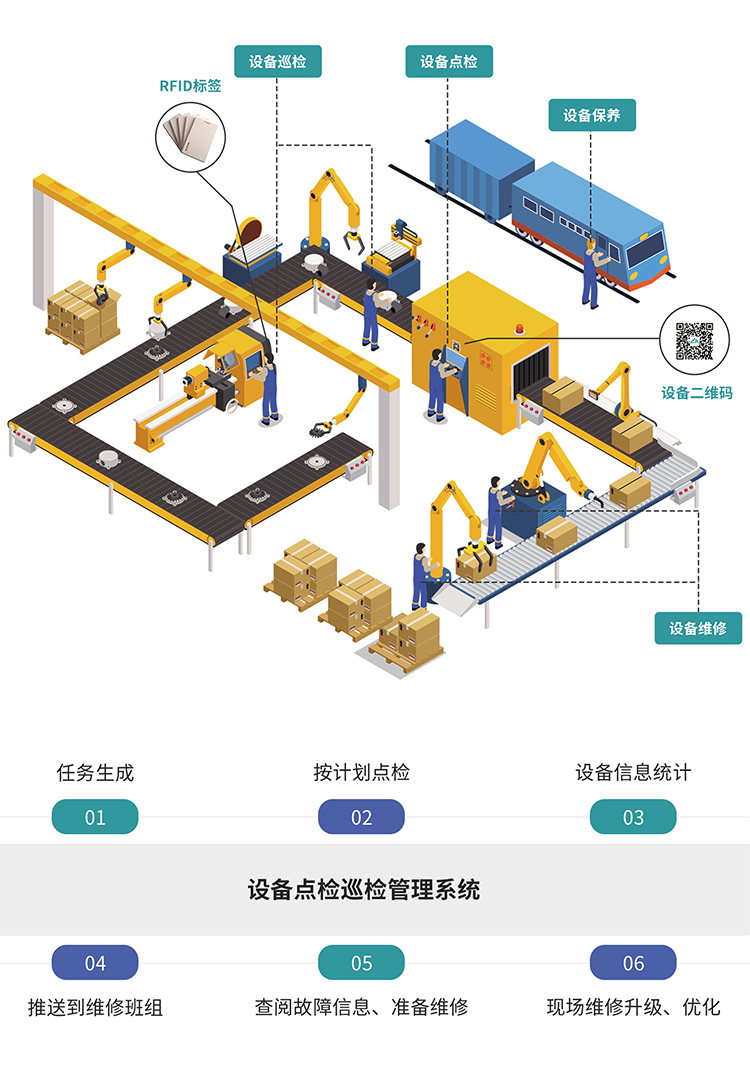 设备巡检
设备点检
RFID标签
设备保养
设备二维码
设备维修
任务生成
按计划点检
设备信息统计
01
02
03
设备点检巡检管理系统
04
05
06
推送到维修班组
查阅故障信息、准备维修
现场维修升级、优化